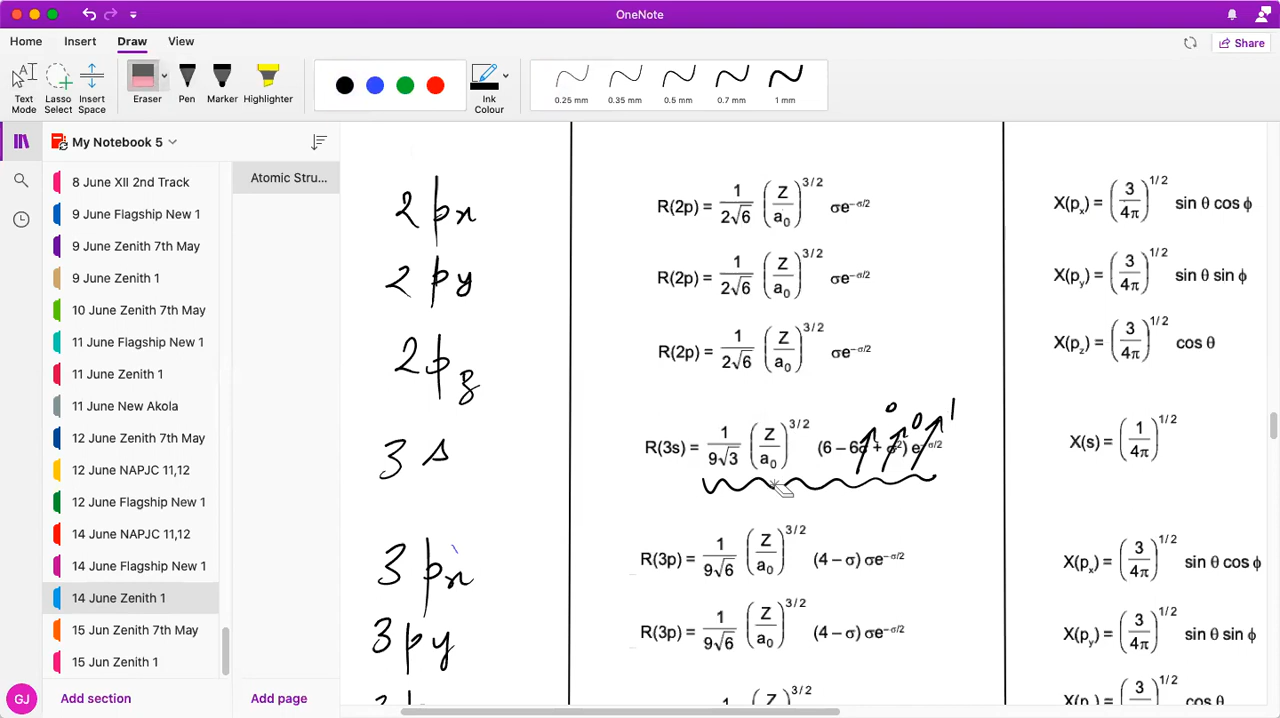 OneNote
Home Insert Draw View
Share
Text Mode
Lasso Select
Insert Space
Eraser
Pen
Marker
Highlighter
Ink Colour
0.25 mm 0.35 mm 0.5 mm 0.7 mm 1 mm
My Notebook 5
8 June XII 2nd Track
9 June Flagship New 1
9 June Zenith 7th May
9 June Zenith 1
10 June Zenith 7th May
11 June Flagship New 1
11 June Zenith 1
11 June New Akola
12 June Zenith 7th May
12 June NAPJC 11,12
12 June Flagship New 1
14 June NAPJC 11,12
14 June Flagship New 1
14 June Zenith 1
15 Jun Zenith 7th May
15 Jun Zenith 1
GJ
Add section
Atomic Stru...
Add page
2px R(2p) = 1/(2√6) (Z/a₀)^3/2 σe^–σ/2 X(pₓ) = (3/4π)^1/2 sin θ cos ϕ
2py R(2p) = 1/(2√6) (Z/a₀)^3/2 σe^–σ/2 X(p_y) = (3/4π)^1/2 sin θ sin ϕ
2pz R(2p) = 1/(2√6) (Z/a₀)^3/2 σe^–σ/2 X(p_z) = (3/4π)^1/2 cos θ
0 0 1
3s R(3s) = 1/(9√3) (Z/a₀)^3/2 (6 – 6σ + σ²) e^–σ/2 X(s) = (1/4π)^1/2
3px R(3p) = 1/(9√6) (Z/a₀)^3/2 (4 – σ) σe^–σ/2 X(pₓ) = (3/4π)^1/2 sin θ cos ϕ
3py R(3p) = 1/(9√6) (Z/a₀)^3/2 (4 – σ) σe^–σ/2 X(p_y) = (3/4π)^1/2 sin θ sin ϕ